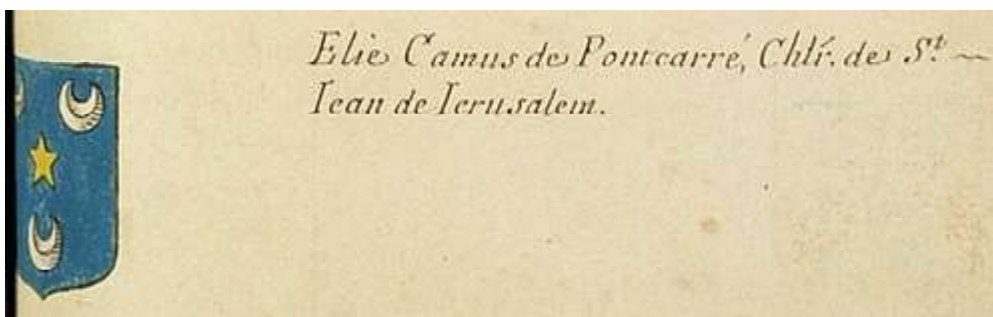 Elie Camus de Pontcarré, Chlr. de St.
Iean de Ierusalem.